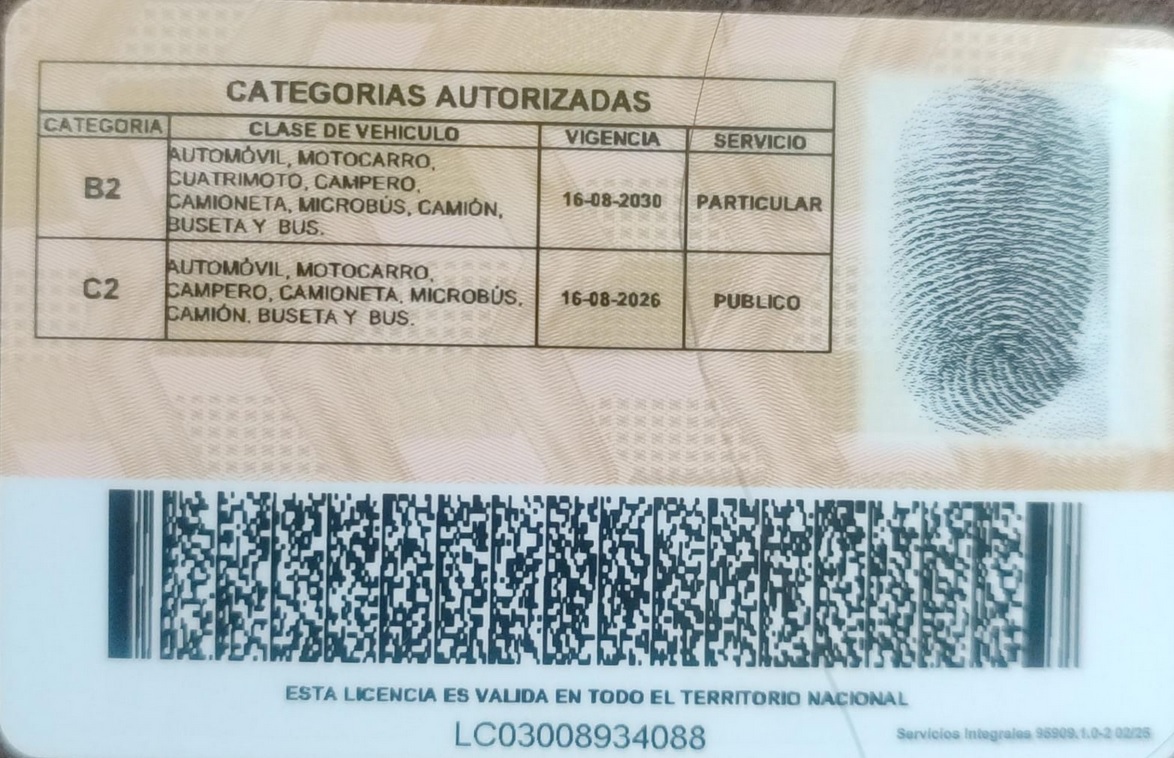 CATEGORIAS AUTORIZADAS
CATEGORIA CLASE DE VEHICULO VIGENCIA SERVICIO
B2
AUTOMÓVIL, MOTOCARRO,
CUATRIMOTO, CAMPERO,
CAMIONETA, MICROBÚS, CAMIÓN,
BUSETA Y BUS.
16-08-2030
PARTICULAR
C2
AUTOMÓVIL, MOTOCARRO,
CAMPERO, CAMIONETA, MICROBÚS,
CAMIÓN, BUSETA Y BUS.
16-08-2026
PUBLICO
ESTA LICENCIA ES VALIDA EN TODO EL TERRITORIO NACIONAL
LC03008934088
Servicios Integrales